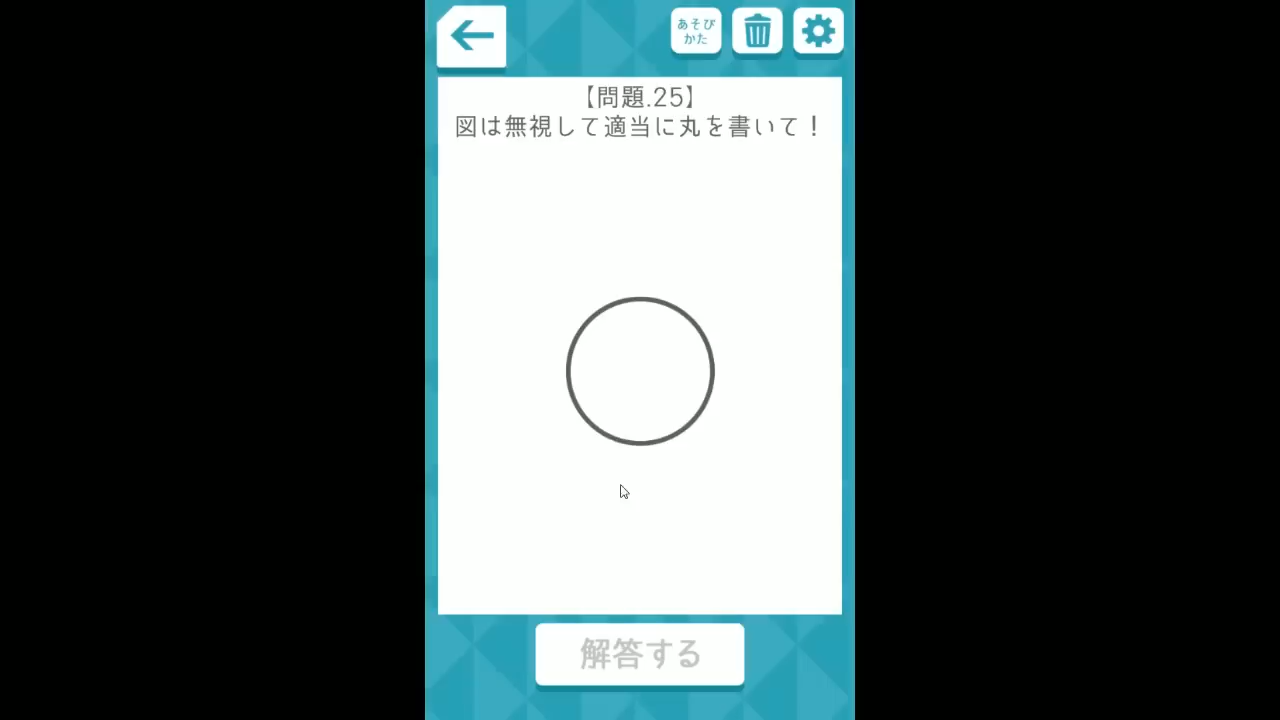 あそび
かた
【問題.25】
図は無視して適当に丸を書いて！
解答する